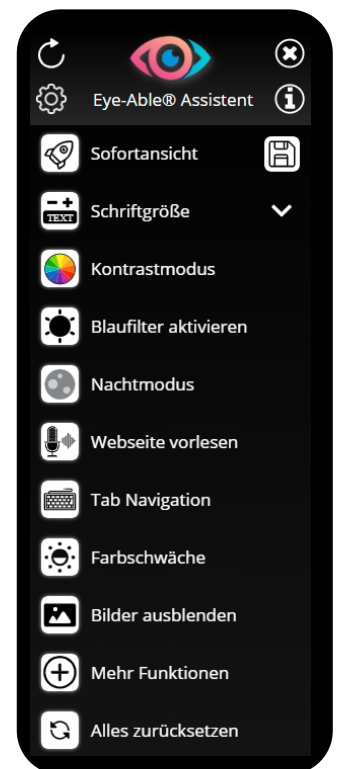 Eye-Able® Assistent
Sofortansicht
- +
TEXT
Schriftgröße
Kontrastmodus
Blaufilter aktivieren
Nachtmodus
Webseite vorlesen
Tab Navigation
Farbschwäche
Bilder ausblenden
Mehr Funktionen
Alles zurücksetzen